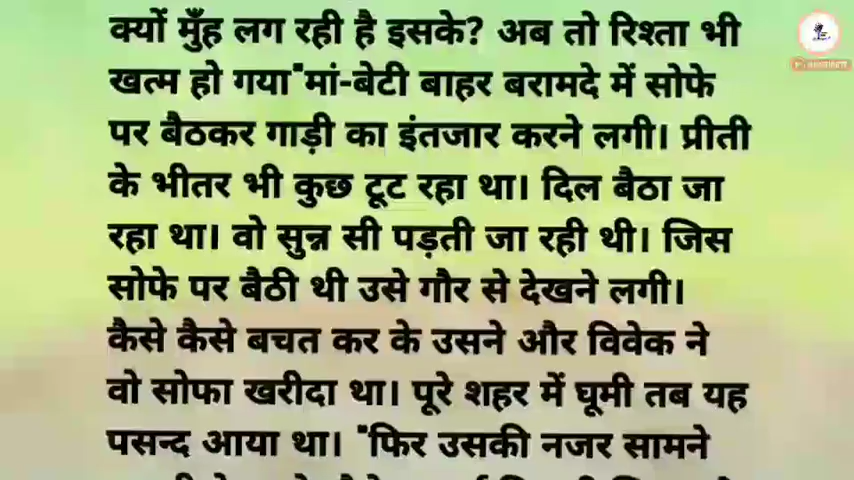 क्यों मुँह लग रही है इसके? अब तो रिश्ता भी
खत्म हो गया"मां-बेटी बाहर बरामदे में सोफे
पर बैठकर गाड़ी का इंतजार करने लगी। प्रीती
के भीतर भी कुछ टूट रहा था। दिल बैठा जा
रहा था। वो सुन्न सी पड़ती जा रही थी। जिस
सोफे पर बैठी थी उसे गौर से देखने लगी।
कैसे कैसे बचत कर के उसने और विवेक ने
वो सोफा खरीदा था। पूरे शहर में घूमी तब यह
पसन्द आया था। "फिर उसकी नजर सामने